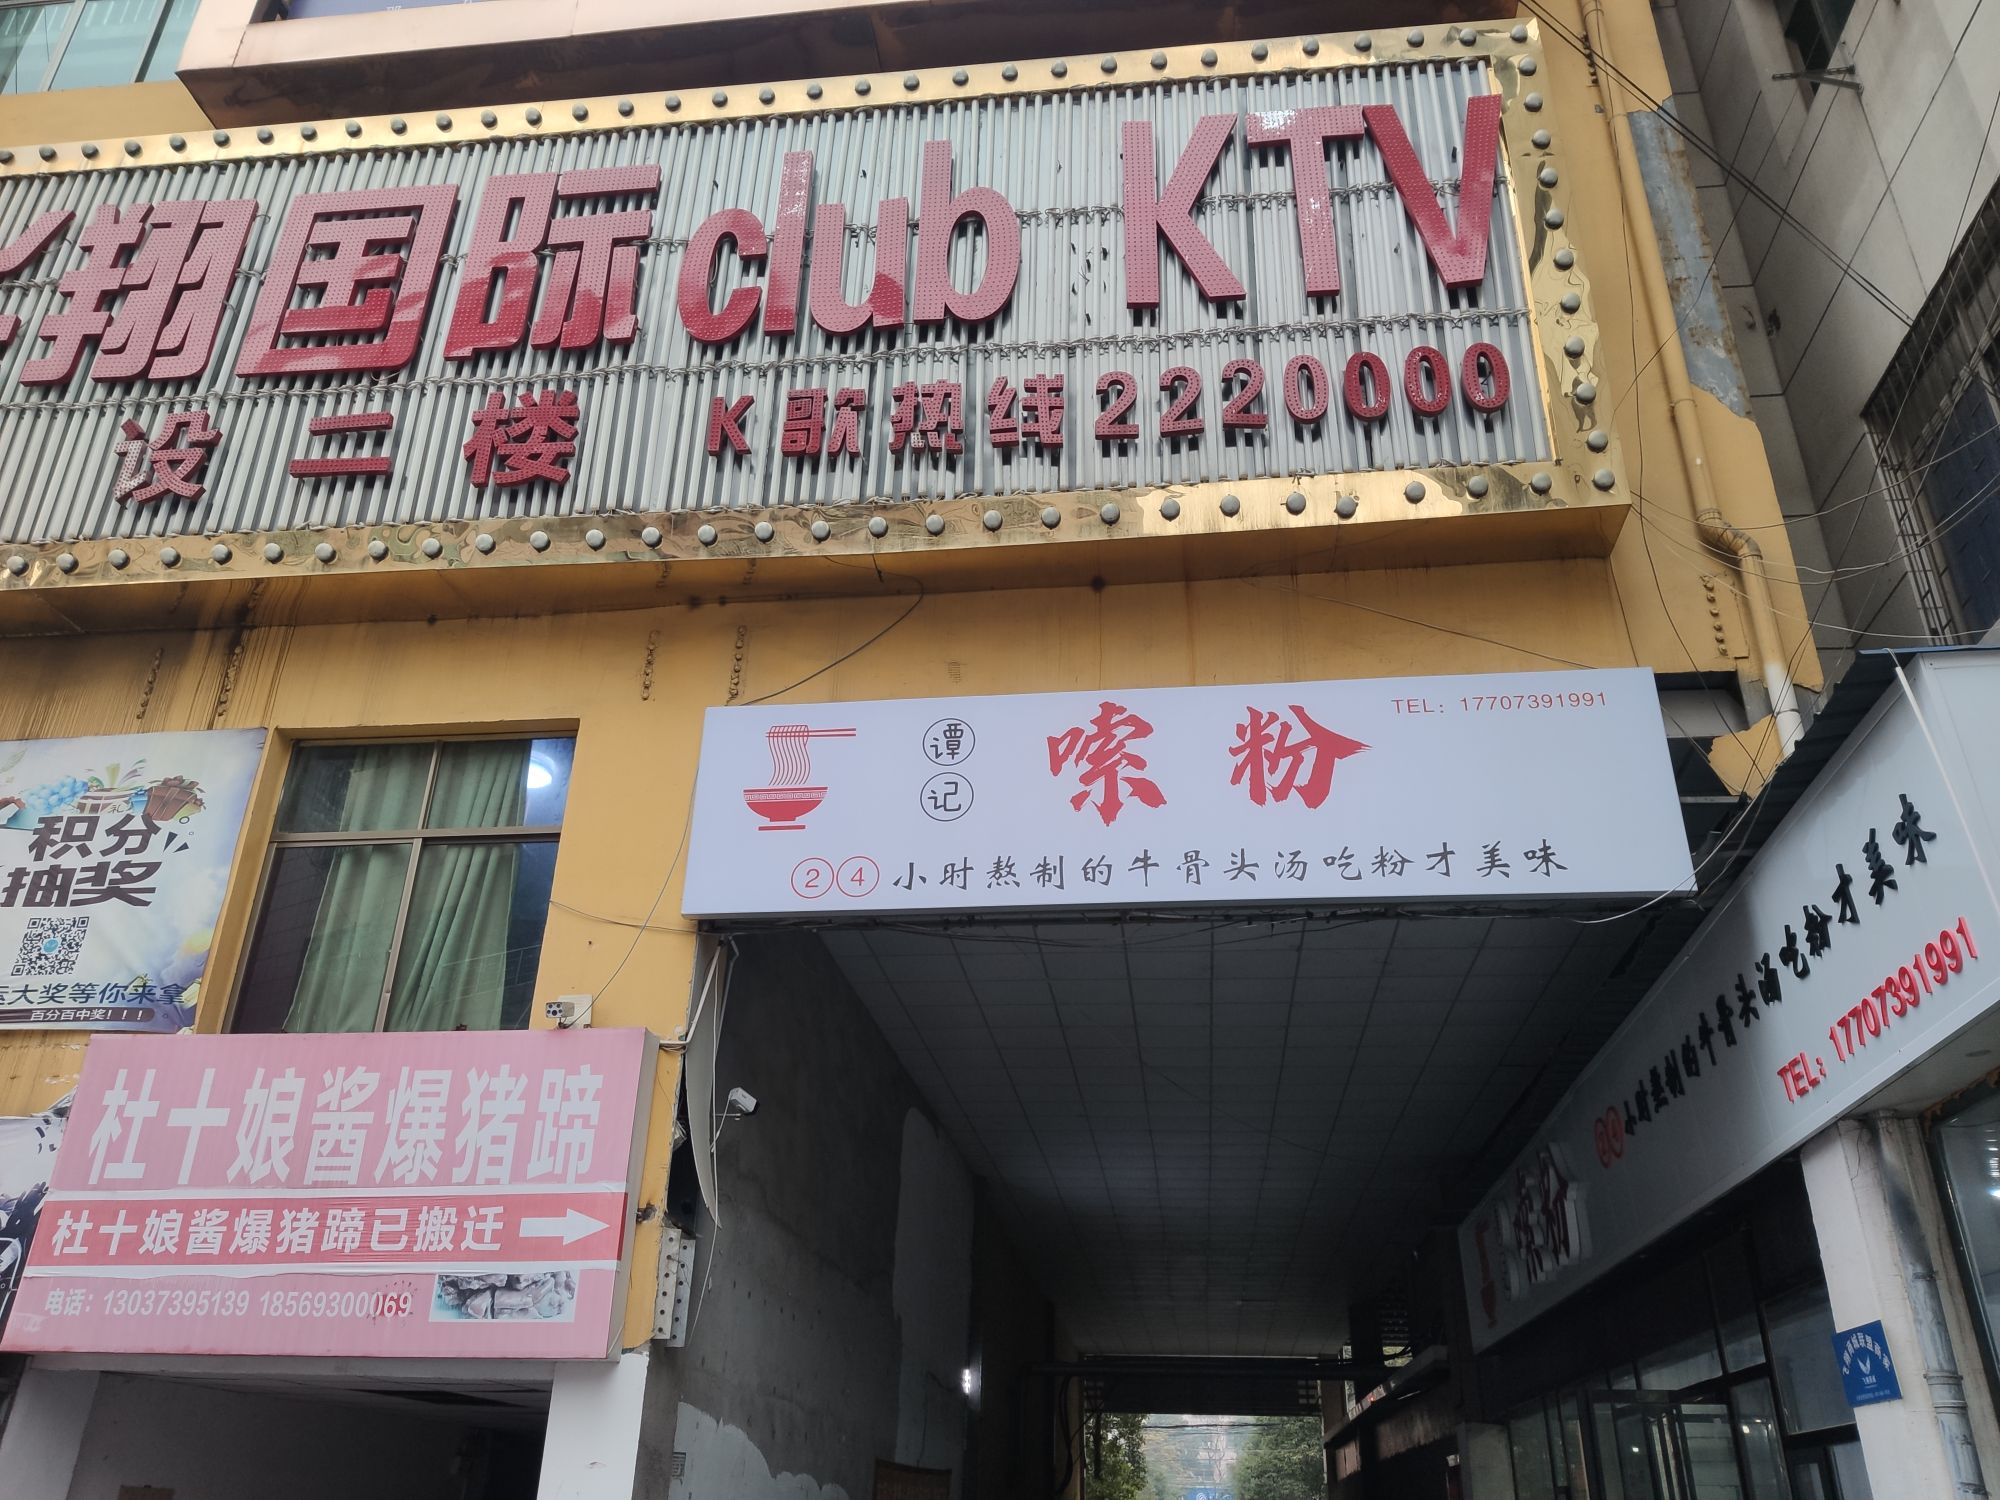 翔国际club KTV
设二楼 K歌热线2220000
TEL：17707391991
谭记 嗦粉
24小时熬制的牛骨头汤吃粉才美味
积分
抽奖
大奖等你来拿
百分百中奖！！！
杜十娘酱爆猪蹄
杜十娘酱爆猪蹄已搬迁
电话：13037395139 18569300069
嗦粉
24小时熬制的牛骨头汤吃粉才美味
TEL：17707391991